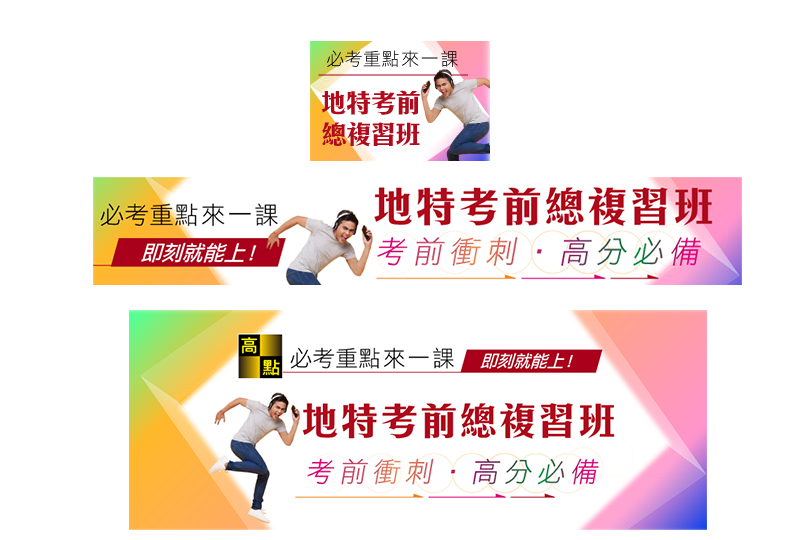 必考重點來一課
地特考前
總複習班
必考重點來一課
即刻就能上!
地特考前總複習班
考前衝刺·高分必備
高點
必考重點來一課
即刻就能上!
地特考前總複習班
考前衝刺·高分必備